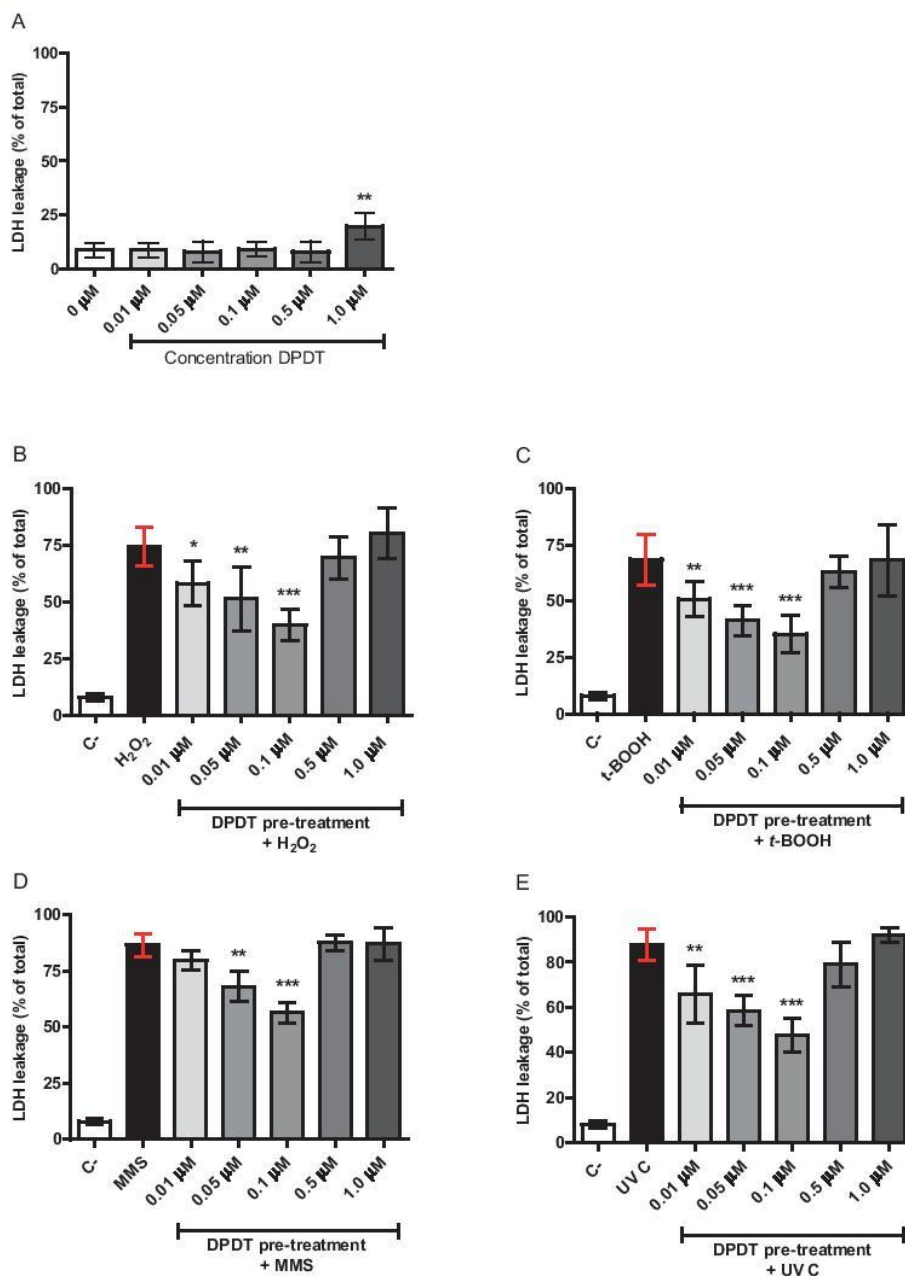 A
LDH leakage (% of total)
100
75
50
25
0
**
0 µM
0.01 µM
0.05 µM
0.1 µM
0.5 µM
1.0 µM
Concentration DPDT
B
LDH leakage (% of total)
100
75
50
25
0
*
**
***
C-
H₂O₂
0.01 µM
0.05 µM
0.1 µM
0.5 µM
1.0 µM
DPDT pre-treatment
+ H₂O₂
C
LDH leakage (% of total)
100
75
50
25
0
**
***
***
C-
t-BOOH
0.01 µM
0.05 µM
0.1 µM
0.5 µM
1.0 µM
DPDT pre-treatment
+ t-BOOH
D
LDH leakage (% of total)
100
75
50
25
0
**
***
C-
MMS
0.01 µM
0.05 µM
0.1 µM
0.5 µM
1.0 µM
DPDT pre-treatment
+ MMS
E
LDH leakage (% of total)
100
80
60
40
20
0
**
***
***
C-
UV C
0.01 µM
0.05 µM
0.1 µM
0.5 µM
1.0 µM
DPDT pre-treatment
+ UV C